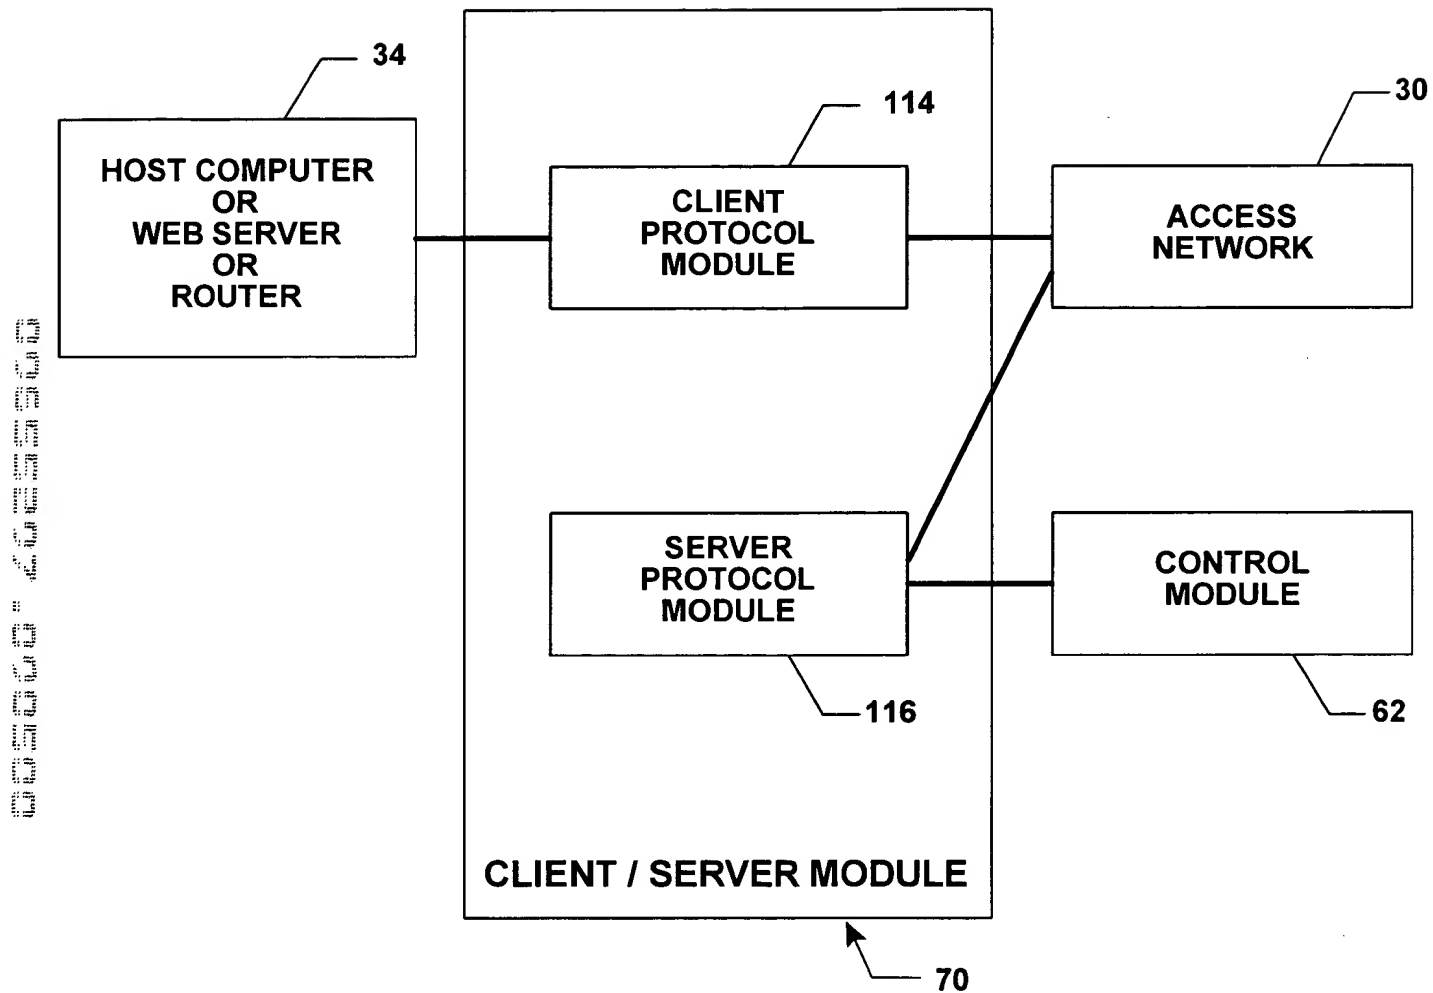 34
114
30
HOST COMPUTER
OR
WEB SERVER
OR
ROUTER
CLIENT
PROTOCOL
MODULE
ACCESS
NETWORK
SERVER
PROTOCOL
MODULE
CONTROL
MODULE
116
62
CLIENT / SERVER MODULE
70